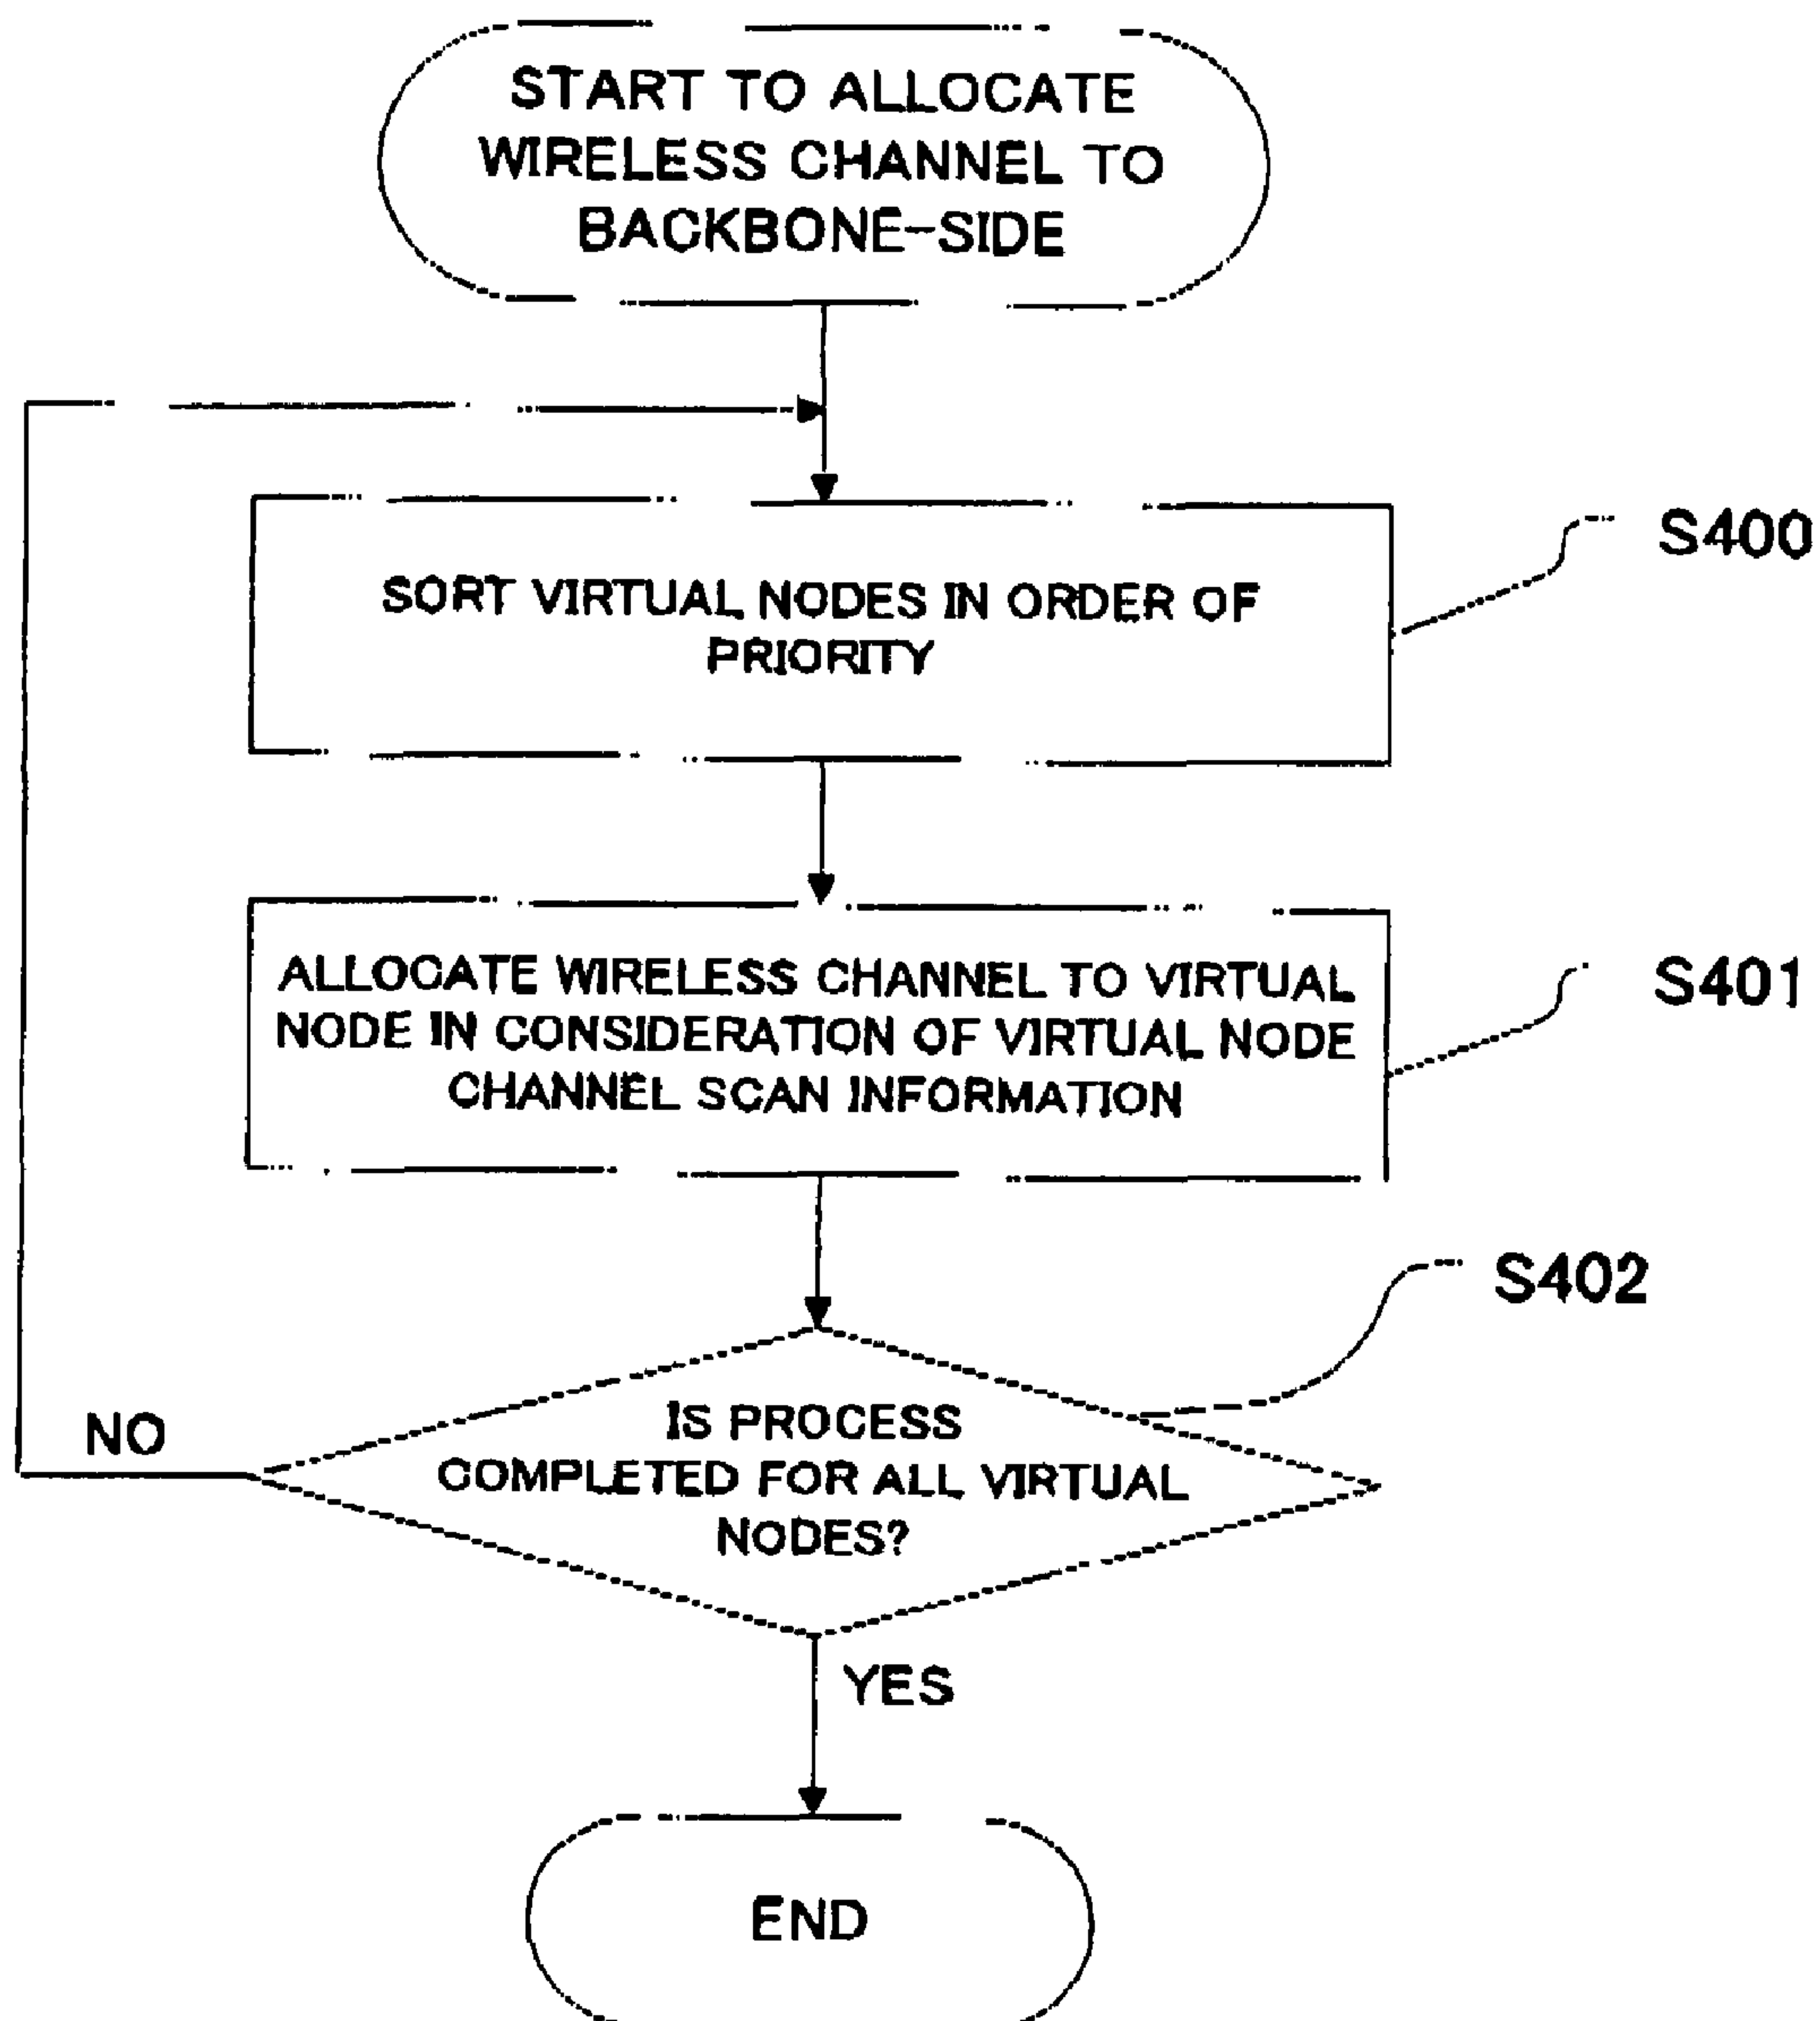 START TO ALLOCATE
WIRELESS CHANNEL TO
BACKBONE-SIDE
SORT VIRTUAL NODES IN ORDER OF
PRIORITY
S400
ALLOCATE WIRELESS CHANNEL TO VIRTUAL
NODE IN CONSIDERATION OF VIRTUAL NODE
CHANNEL SCAN INFORMATION
S401
S402
IS PROCESS
COMPLETED FOR ALL VIRTUAL
NODES?
NO
YES
END